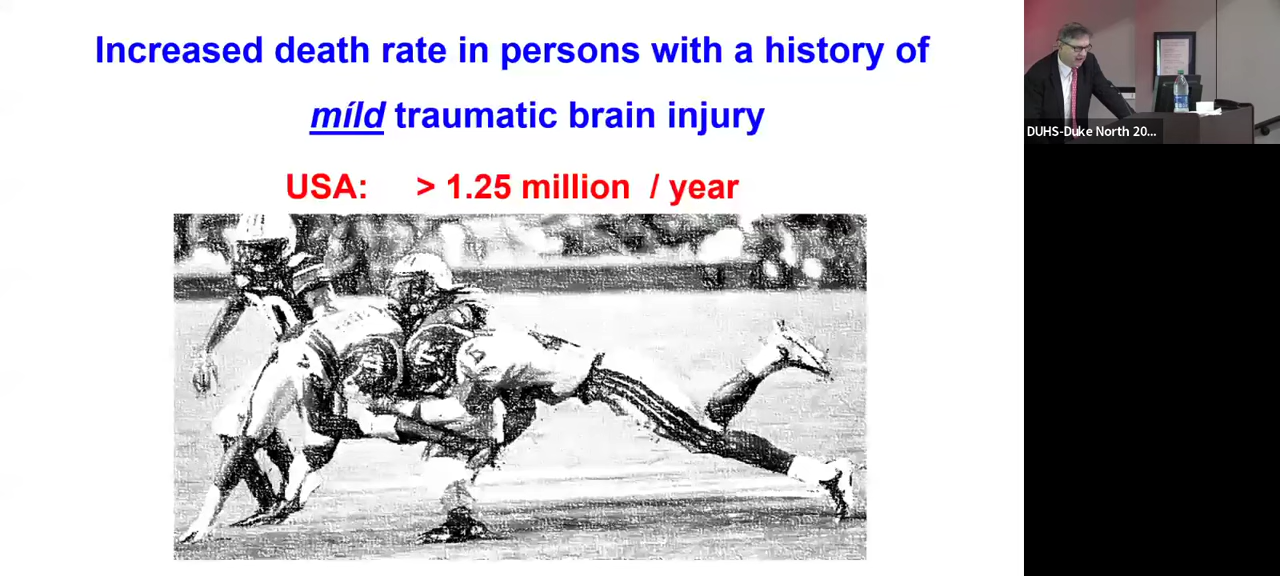 Increased death rate in persons with a history of
míld traumatic brain injury
USA: > 1.25 million / year
DUHS-Duke North 20...